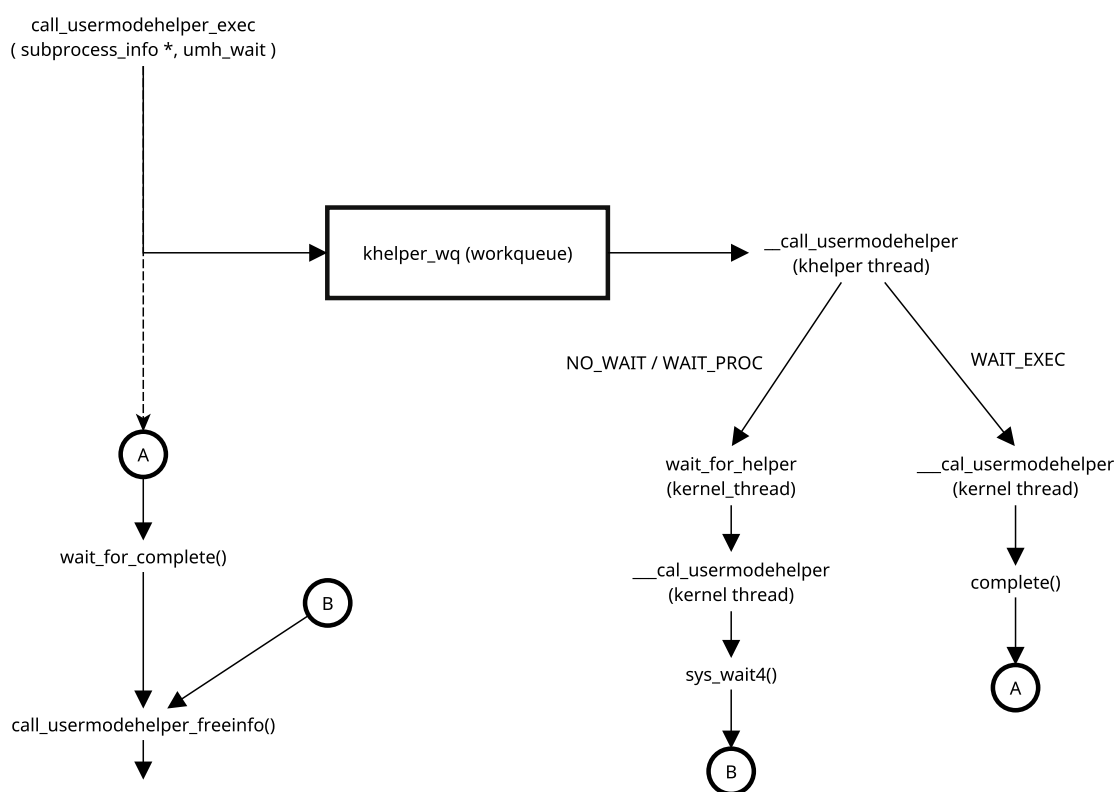 call_usermodehelper_exec
( subprocess_info *, umh_wait )
khelper_wq (workqueue)
__call_usermodehelper
(khelper thread)
NO_WAIT / WAIT_PROC
WAIT_EXEC
A
wait_for_helper
(kernel_thread)
___cal_usermodehelper
(kernel thread)
wait_for_complete()
___cal_usermodehelper
(kernel thread)
complete()
B
sys_wait4()
A
call_usermodehelper_freeinfo()
B